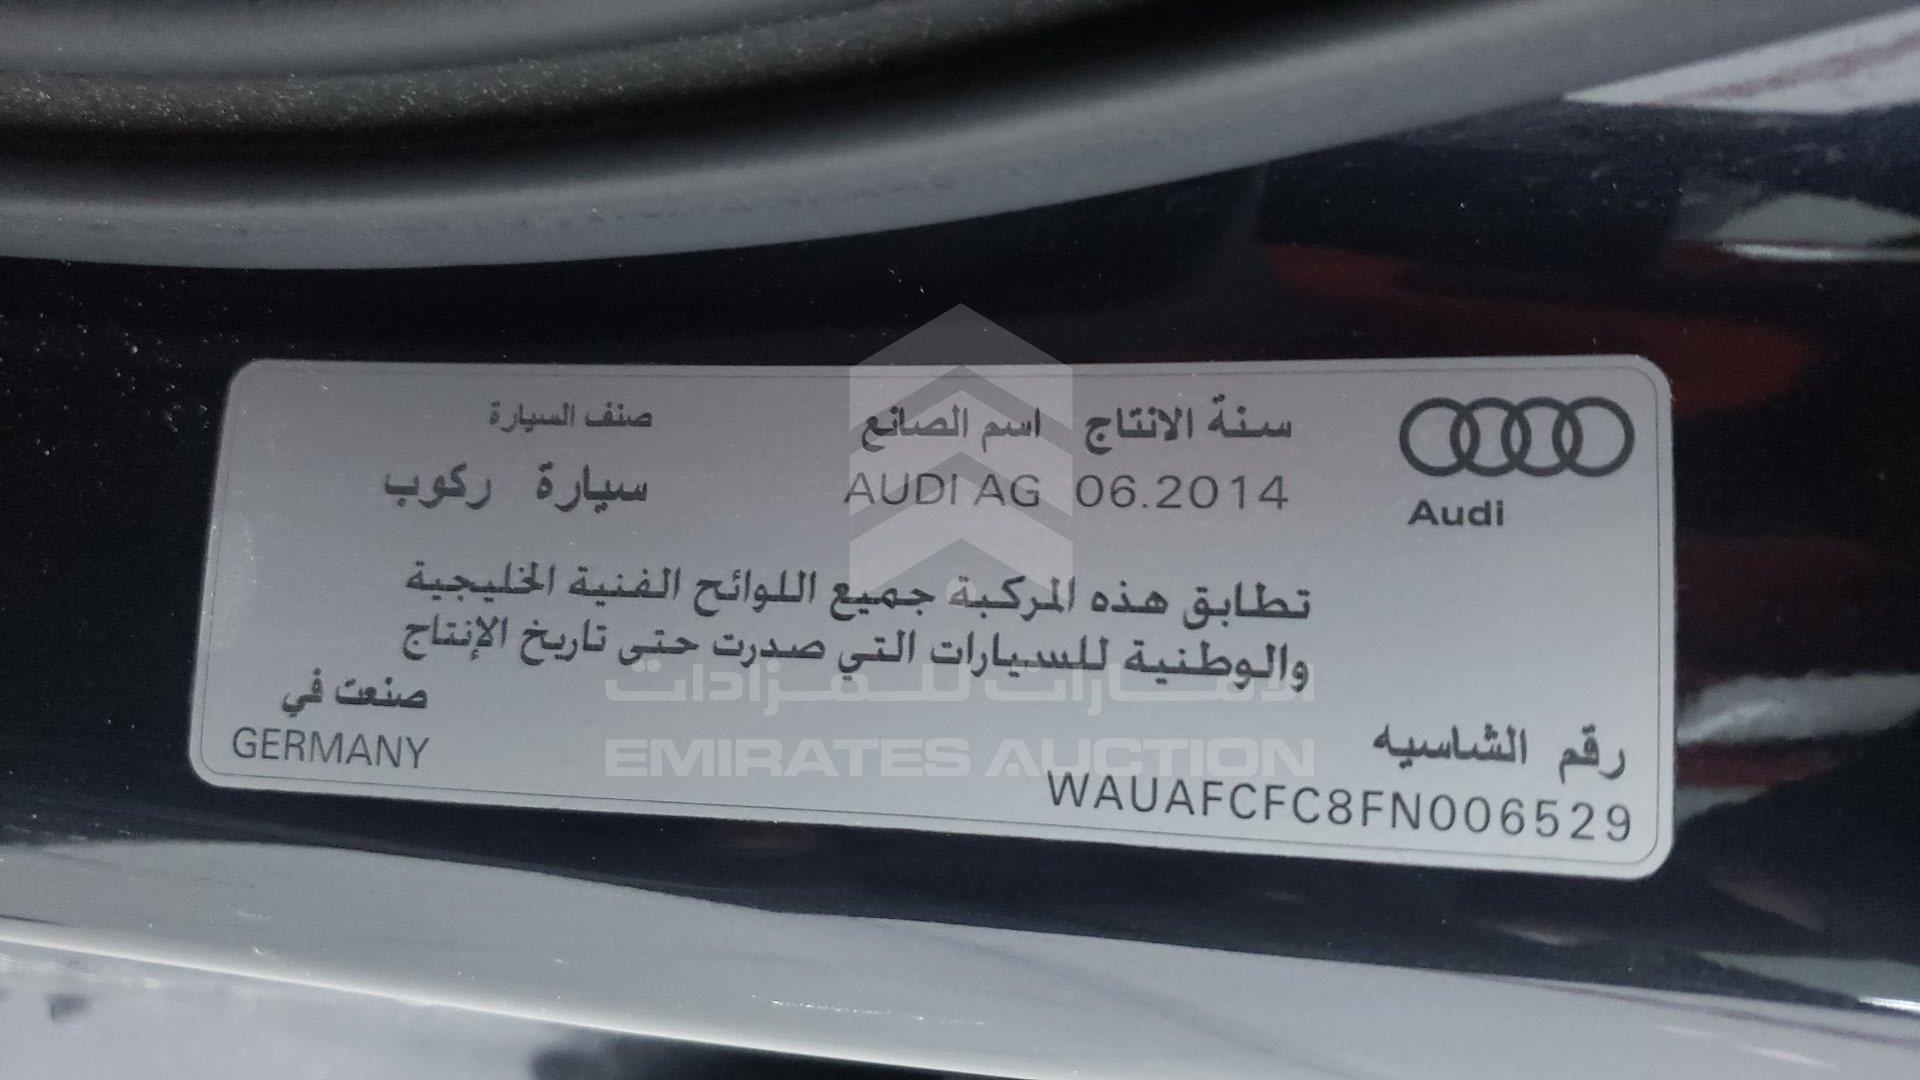 Audi
سنة الانتاج
06.2014
اسم الصانع
AUDI AG
صنف السيارة
سيارة ركوب
تطابق هذه المركبة جميع اللوائح الفنية الخليجية
والوطنية للسيارات التي صدرت حتى تاريخ الإنتاج
صنعت في
GERMANY
رقم الشاسيه
WAUAFCFC8FN006529
الامارات للمزادات
EMIRATES AUCTION